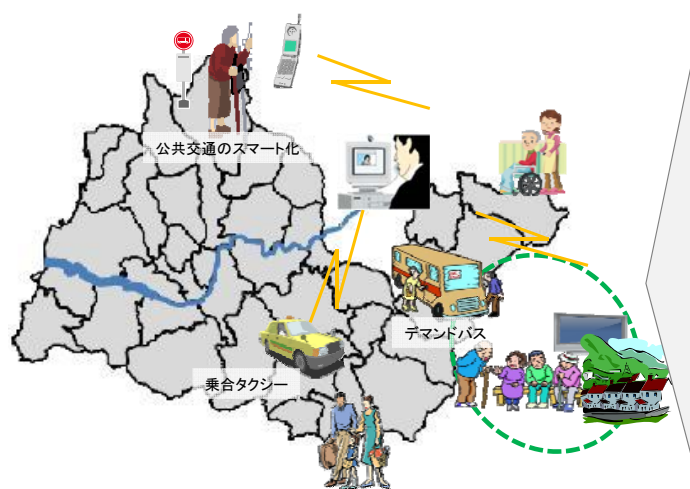 公共交通のスマート化
デマンドバス
乗合タクシー